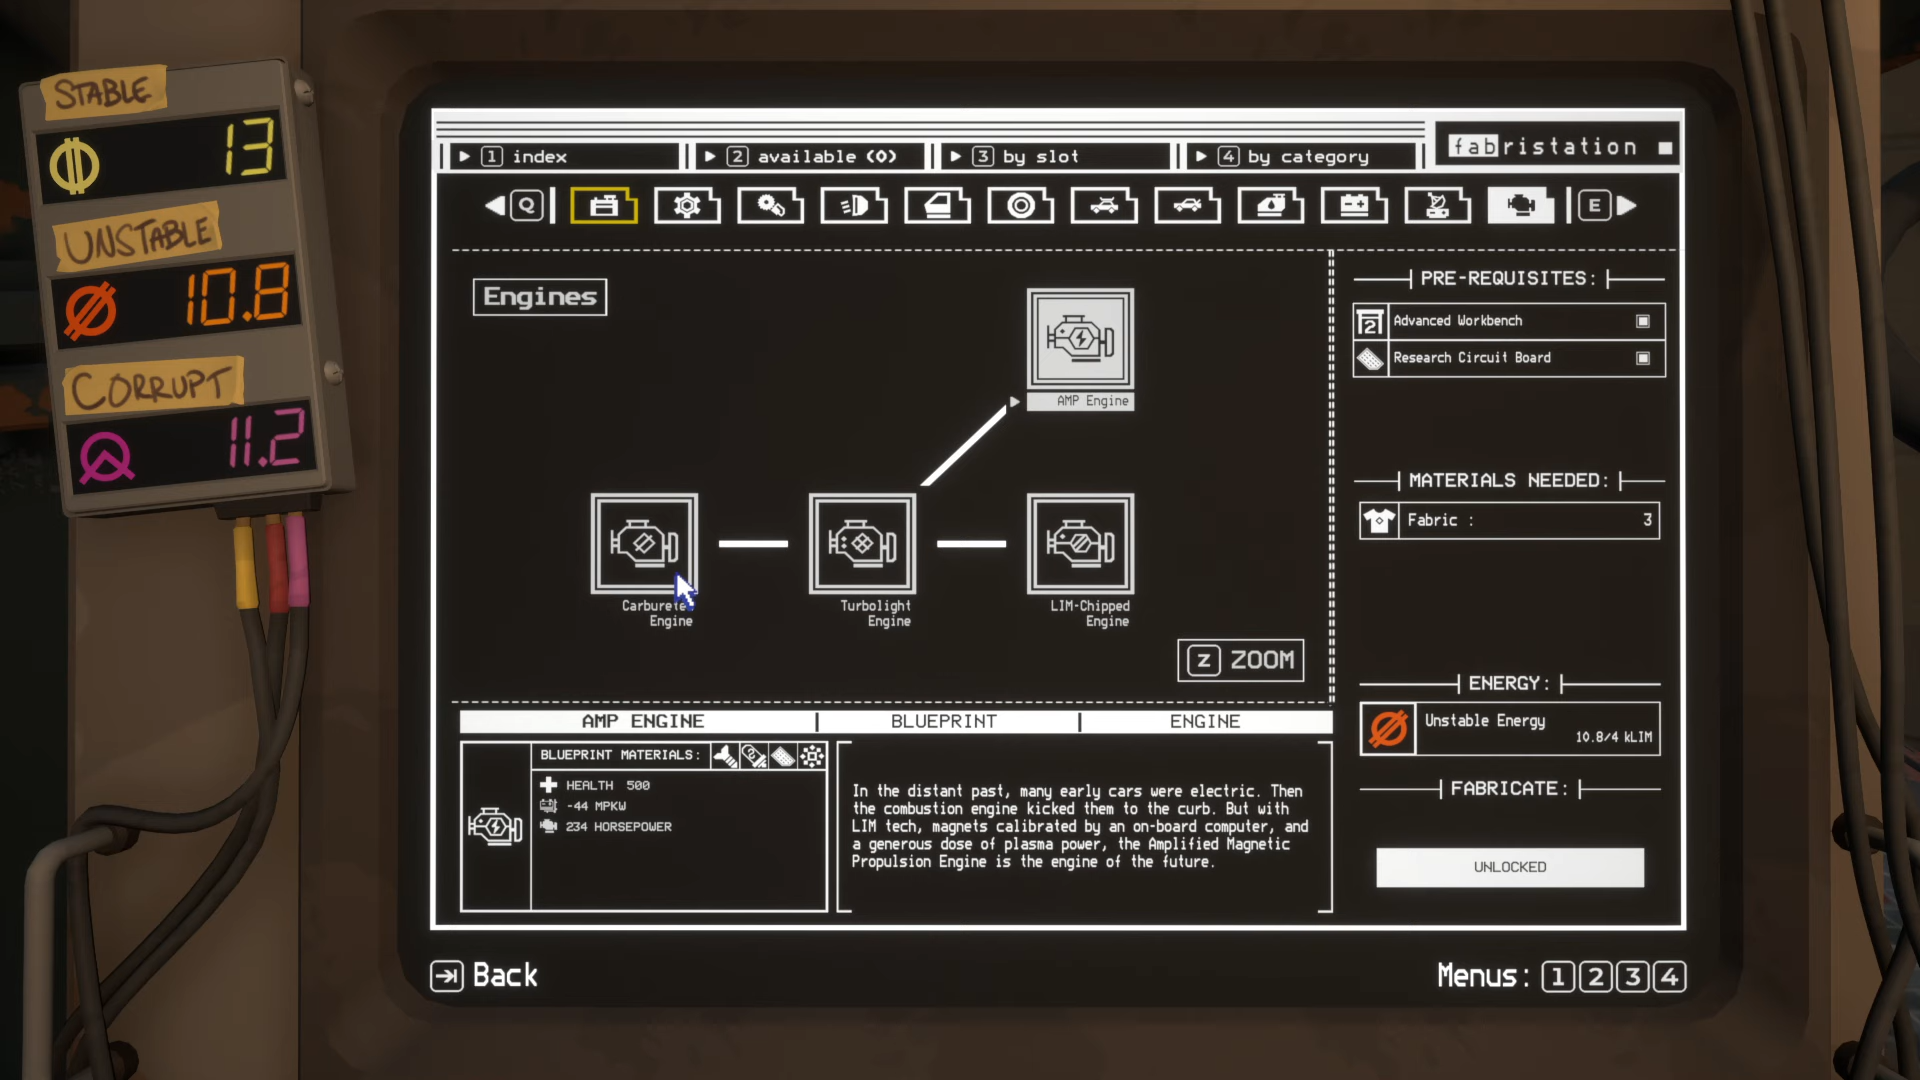 STABLE
13
UNSTABLE
10.8
CORRUPT
11.2
1 index
2 available (0)
3 by slot
4 by category
fabristation
Q
E
Engines
AMP Engine
Carbureted
Engine
Turbolight
Engine
LIM-Chipped
Engine
Z ZOOM
PRE-REQUISITES:
2 Advanced Workbench
Research Circuit Board
MATERIALS NEEDED:
Fabric : 3
ENERGY:
Unstable Energy
10.8/4 kLIM
FABRICATE:
UNLOCKED
AMP ENGINE
BLUEPRINT
ENGINE
BLUEPRINT MATERIALS:
HEALTH 500
-44 MPKW
234 HORSEPOWER
In the distant past, many early cars were electric. Then
the combustion engine kicked them to the curb. But with
LIM tech, magnets calibrated by an on-board computer, and
a generous dose of plasma power, the Amplified Magnetic
Propulsion Engine is the engine of the future.
Back
Menus: 1 2 3 4